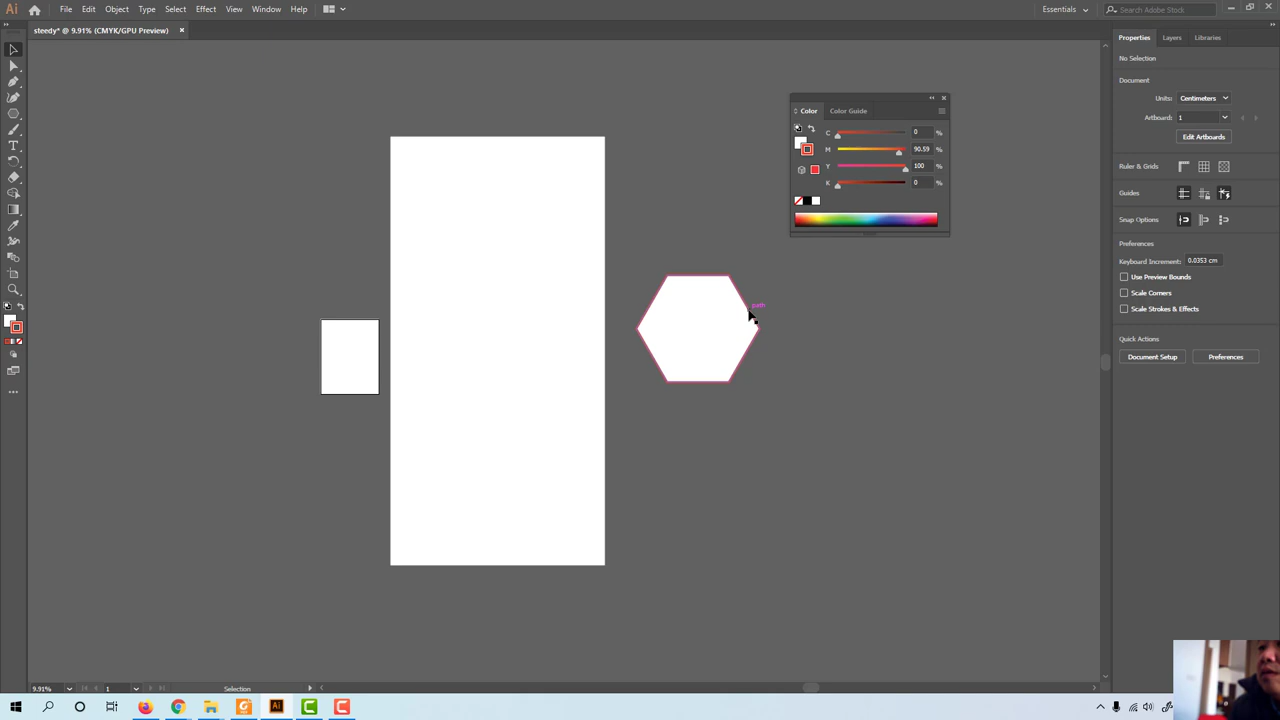 Ai File Edit Object Type Select Effect View Window Help Essentials Search Adobe Stock
steedy* @ 9.91% (CMYK/GPU Preview)
Properties Layers Libraries
No Selection
Document
Units: Centimeters
Artboard: 1
Edit Artboards
Ruler & Grids
Guides
Snap Options
Preferences
Keyboard Increment: 0.0353 cm
Use Preview Bounds
Scale Corners
Scale Strokes & Effects
Quick Actions
Document Setup Preferences
Color Color Guide
C 0 %
M 90.59 %
Y 100 %
K 0 %
path
9.91% 1 Selection
Ai